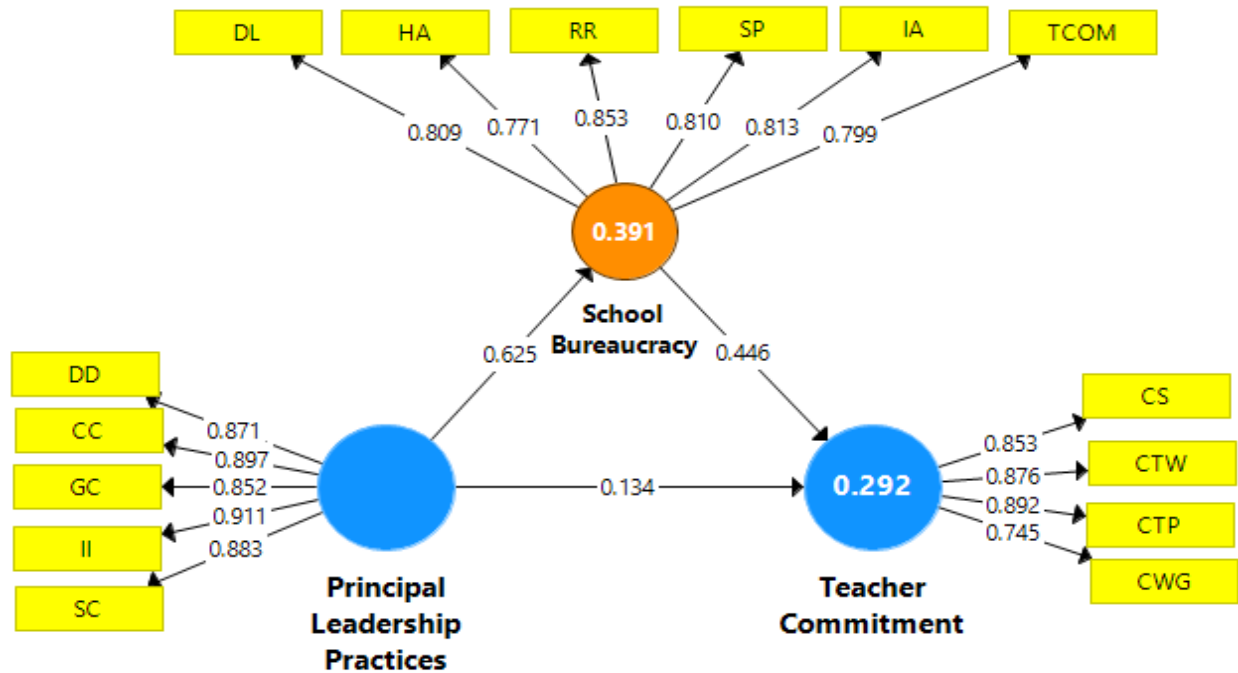 DL
HA
RR
SP
IA
TCOM
0.809
0.771
0.853
0.810
0.813
0.799
0.391
School
Bureaucracy
0.625
0.446
DD
CC
GC
II
SC
0.871
0.897
0.852
0.911
0.883
0.134
0.292
CS
CTW
CTP
CWG
0.853
0.876
0.892
0.745
Principal
Leadership
Practices
Teacher
Commitment